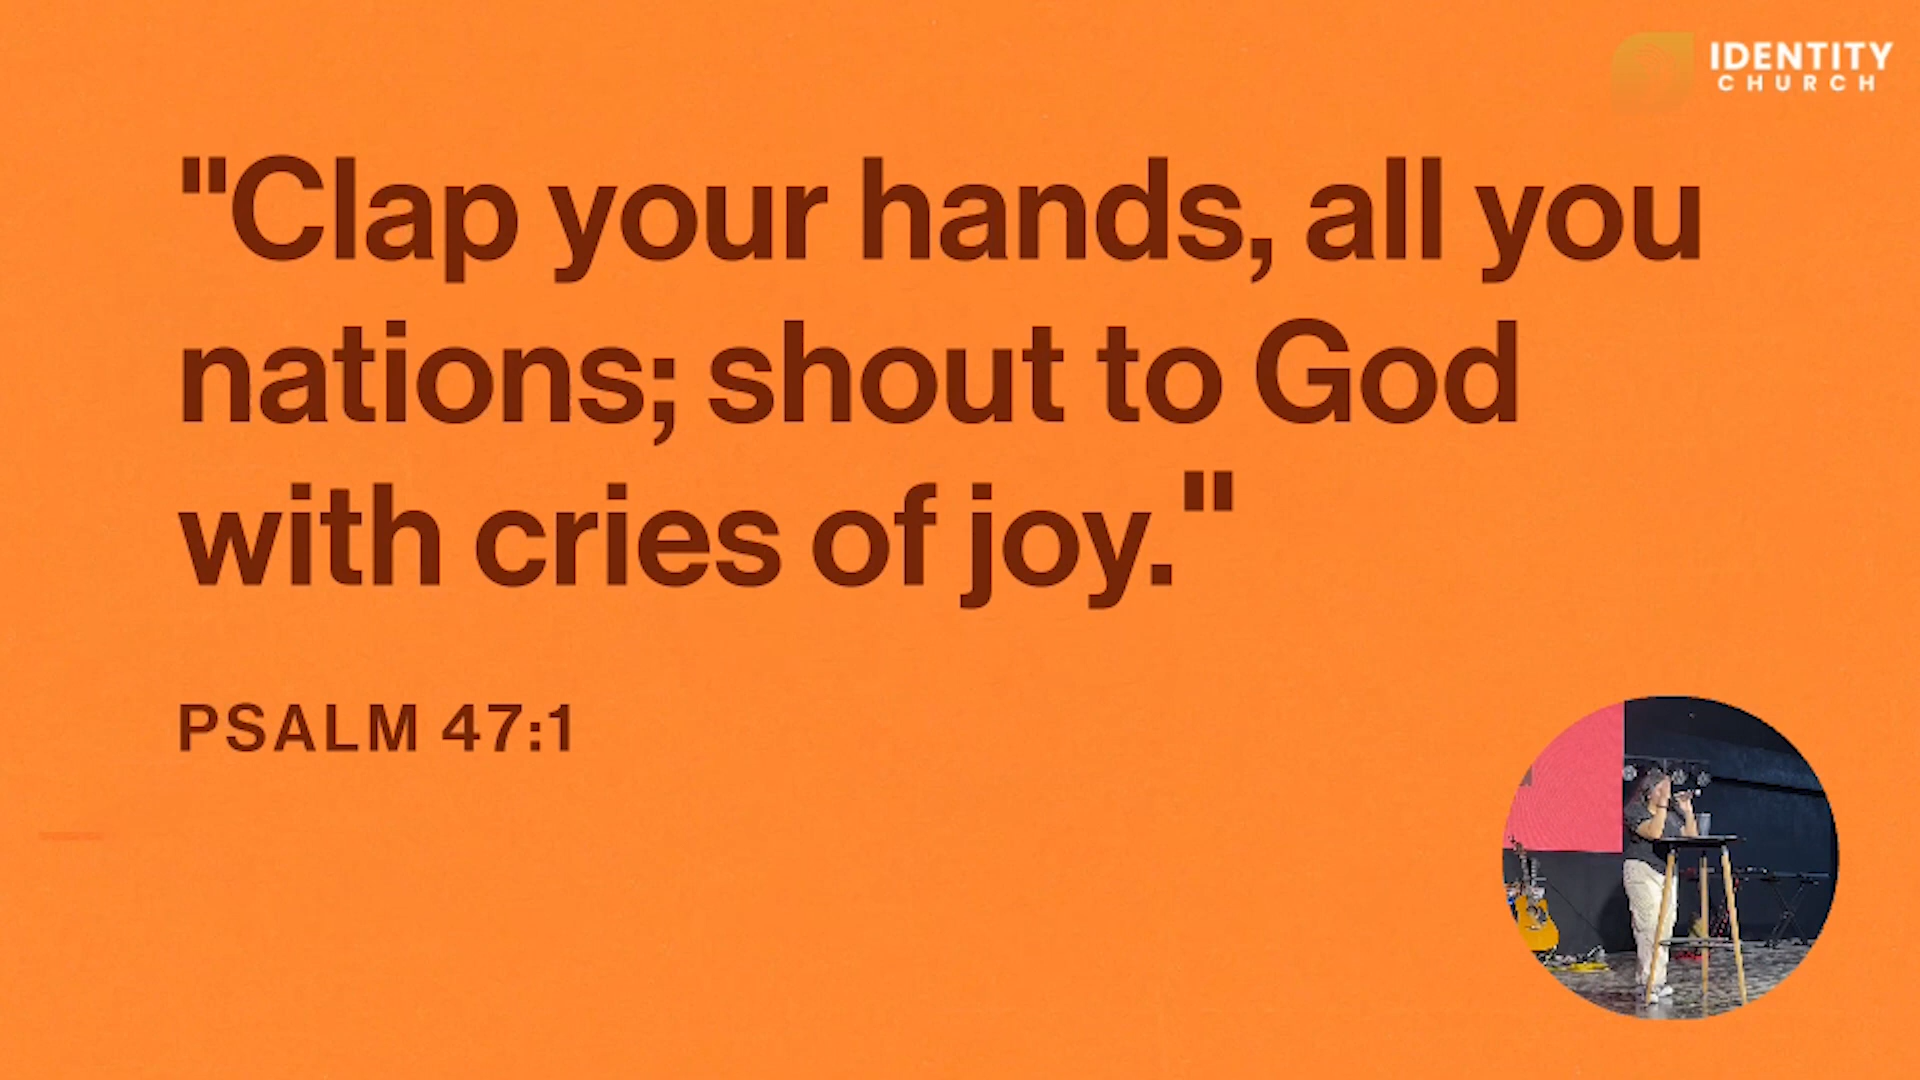 IDENTITY
CHURCH
"Clap your hands, all you
nations; shout to God
with cries of joy."
PSALM 47:1